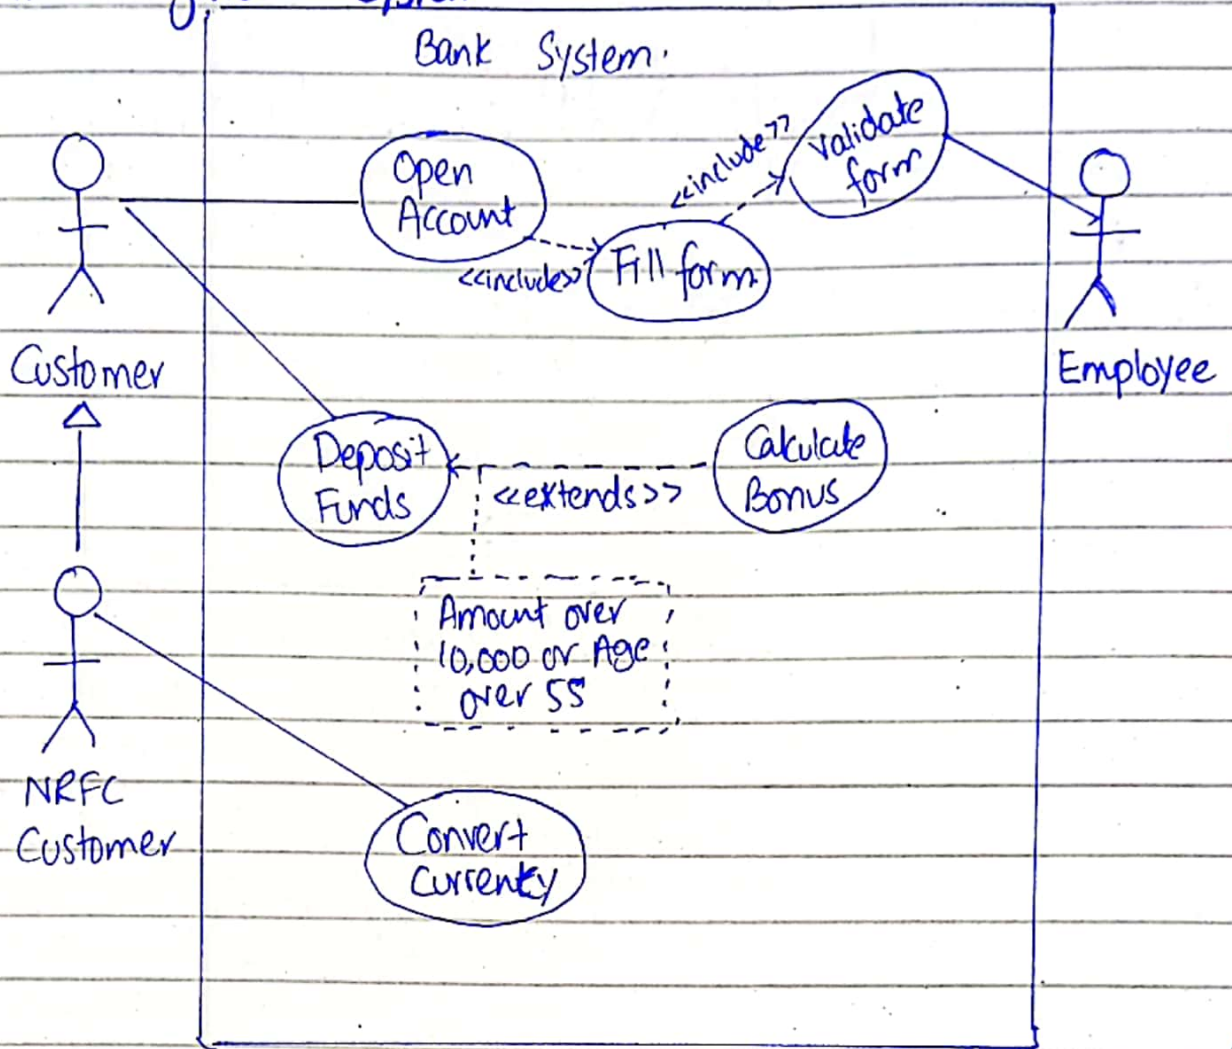 Bank System.
Open
Account
<<include>>
Validate
form
<<include>>
Fill form
Customer
Employee
Deposit
Funds
<<extends>>
Calculate
Bonus
Amount over
10,000 or Age
over 55
NRFC
Customer
Convert
Currency